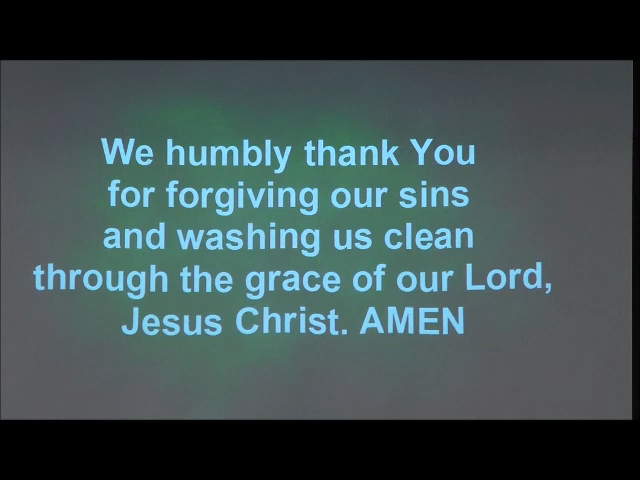 We humbly thank You
for forgiving our sins
and washing us clean
through the grace of our Lord,
Jesus Christ. AMEN